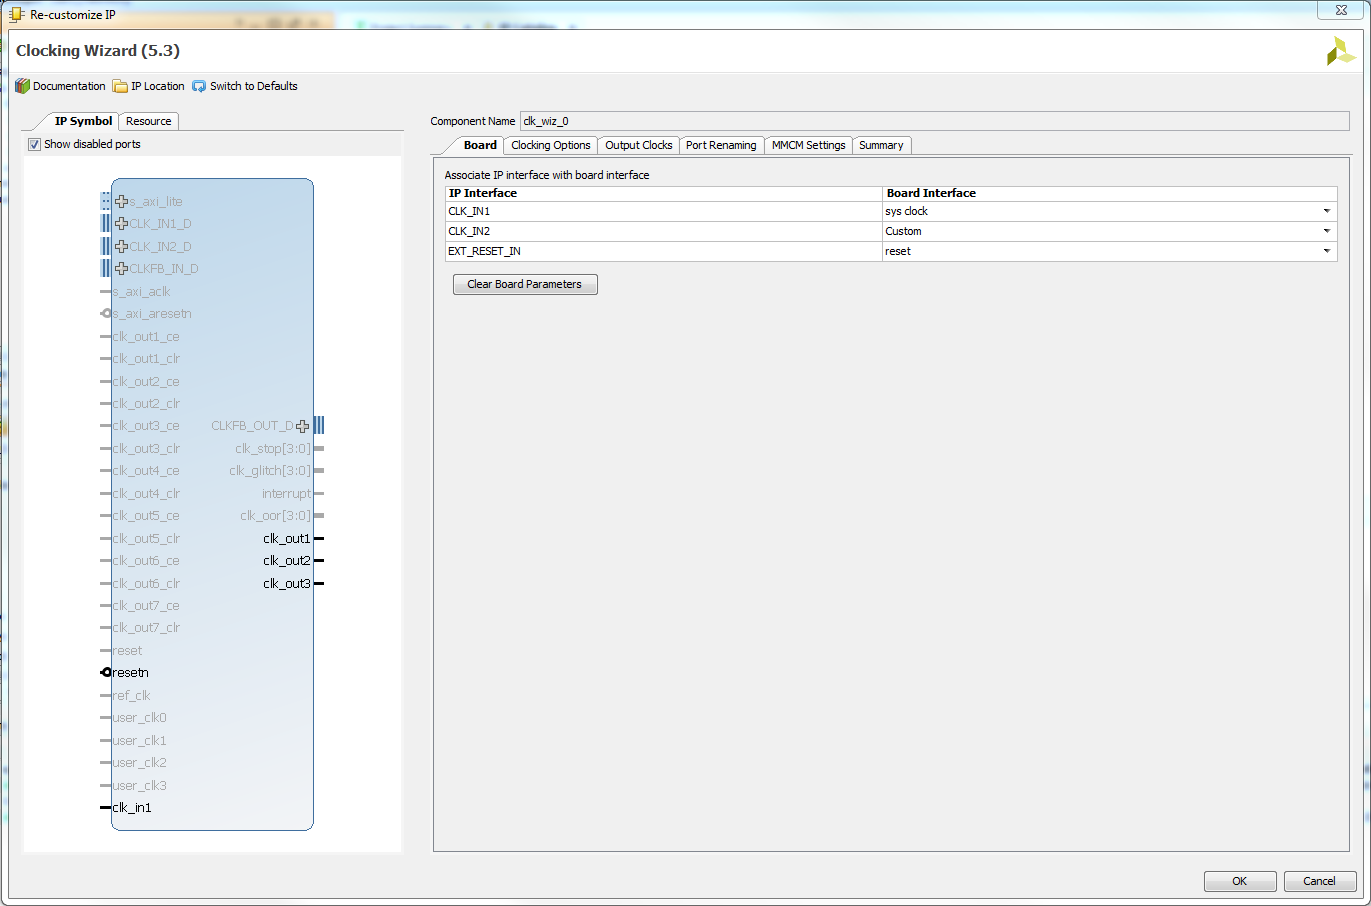 Re-customize IP
Clocking Wizard (5.3)
Documentation IP Location Switch to Defaults
IP Symbol Resource
Show disabled ports
s_axi_lite
CLK_IN1_D
CLK_IN2_D
CLKFB_IN_D
s_axi_aclk
s_axi_aresetn
clk_out1_ce
clk_out1_clr
clk_out2_ce
clk_out2_clr
clk_out3_ce
clk_out3_clr
clk_out4_ce
clk_out4_clr
clk_out5_ce
clk_out5_clr
clk_out6_ce
clk_out6_clr
clk_out7_ce
clk_out7_clr
reset
resetn
ref_clk
user_clk0
user_clk1
user_clk2
user_clk3
clk_in1
CLKFB_OUT_D
clk_stop[3:0]
clk_glitch[3:0]
interrupt
clk_oor[3:0]
clk_out1
clk_out2
clk_out3
Component Name clk_wiz_0
Board Clocking Options Output Clocks Port Renaming MMCM Settings Summary
Associate IP interface with board interface
IP Interface Board Interface
CLK_IN1 sys clock
CLK_IN2 Custom
EXT_RESET_IN reset
Clear Board Parameters
OK Cancel